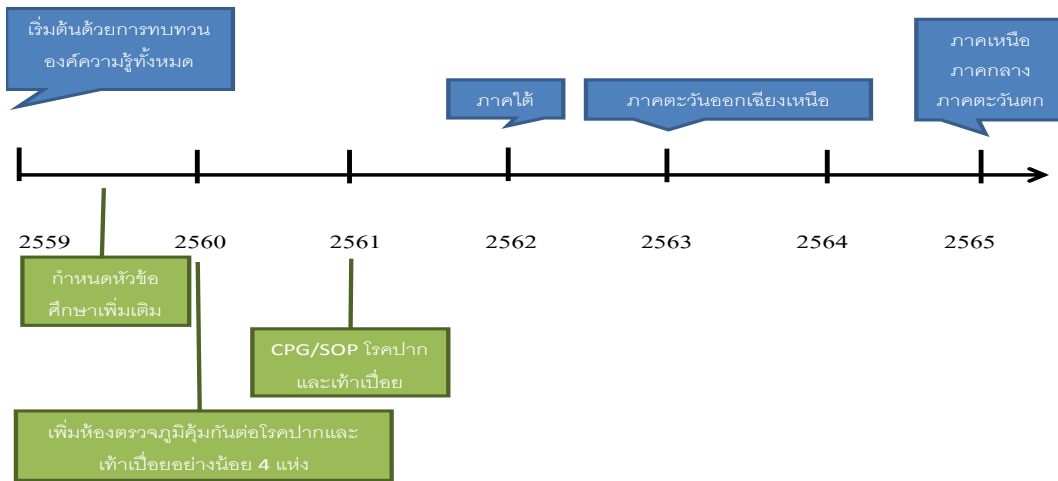 เริ่มต้นด้วยการทบทวน
องค์ความรู้ทั้งหมด
ภาคใต้
ภาคตะวันออกเฉียงเหนือ
ภาคเหนือ
ภาคกลาง
ภาคตะวันตก
2559 2560 2561 2562 2563 2564 2565
กำหนดหัวข้อ
ศึกษาเพิ่มเติม
CPG/SOP โรคปาก
และเท้าเปื่อย
เพิ่มห้องตรวจภูมิคุ้มกันต่อโรคปากและ
เท้าเปื่อยอย่างน้อย 4 แห่ง